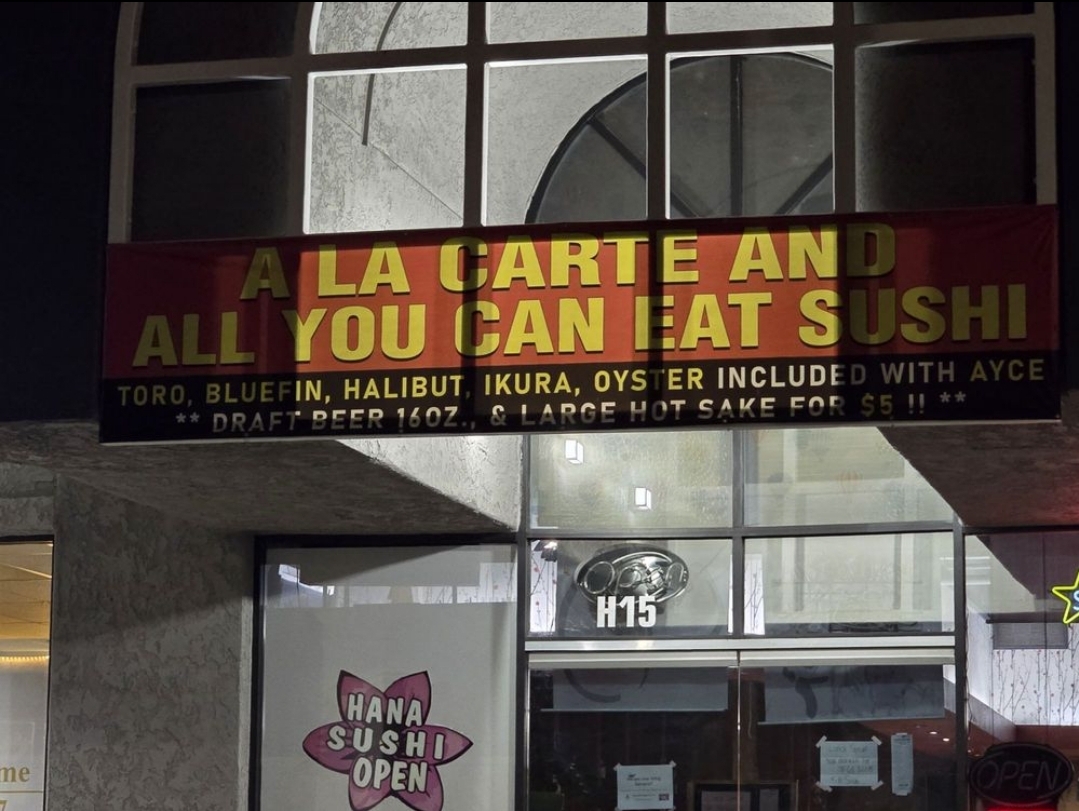 A LA CARTE AND
ALL YOU CAN EAT SUSHI
TORO, BLUEFIN, HALIBUT, IKURA, OYSTER INCLUDED WITH AYCE
** DRAFT BEER 16OZ., & LARGE HOT SAKE FOR $5 !! **
H15
HANA
SUSHI
OPEN
me
OPEN